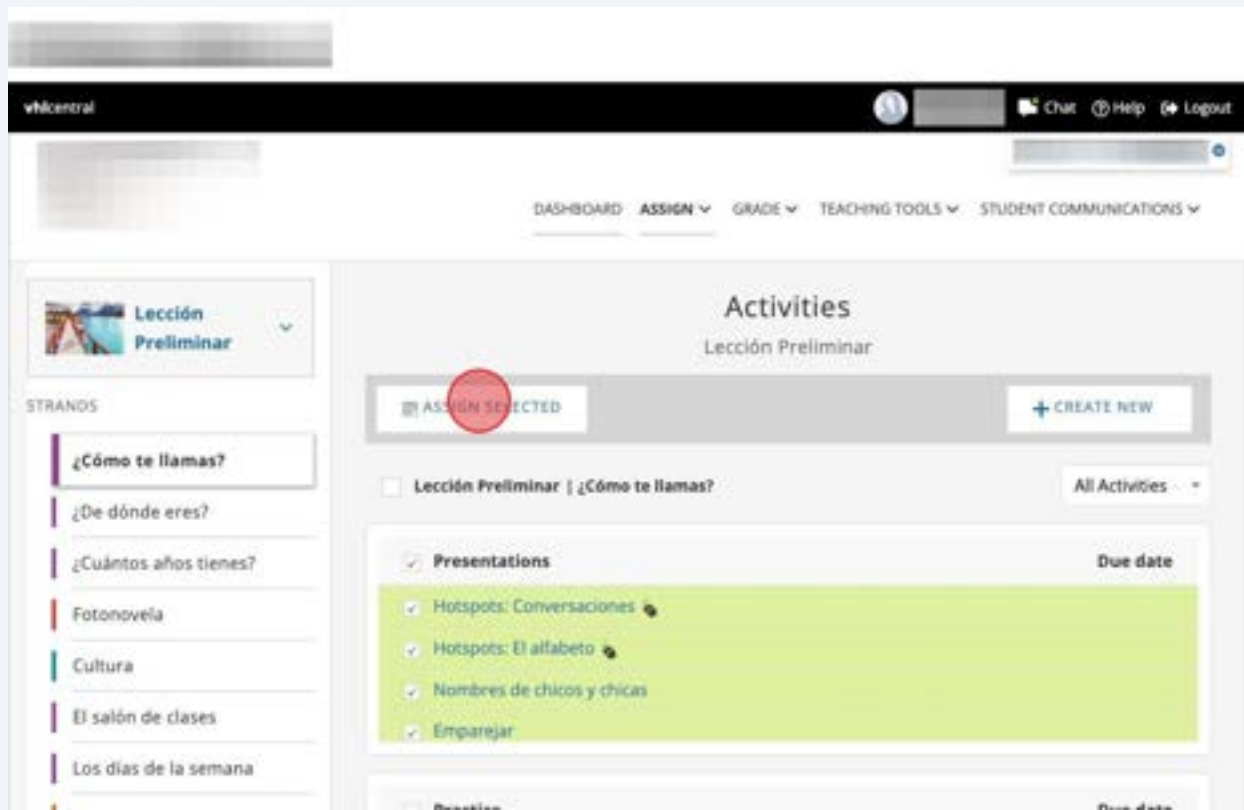 vhlcentral
Chat Help Logout
DASHBOARD ASSIGN GRADE TEACHING TOOLS STUDENT COMMUNICATIONS
Lección
Preliminar
STRANDS
¿Cómo te llamas?
¿De dónde eres?
¿Cuántos años tienes?
Fotonovela
Cultura
El salón de clases
Los días de la semana
Activities
Lección Preliminar
ASSIGN SELECTED
+ CREATE NEW
Lección Preliminar | ¿Cómo te llamas?
All Activities
Presentations Due date
Hotspots: Conversaciones
Hotspots: El alfabeto
Nombres de chicos y chicas
Emparejar
Practice Due date